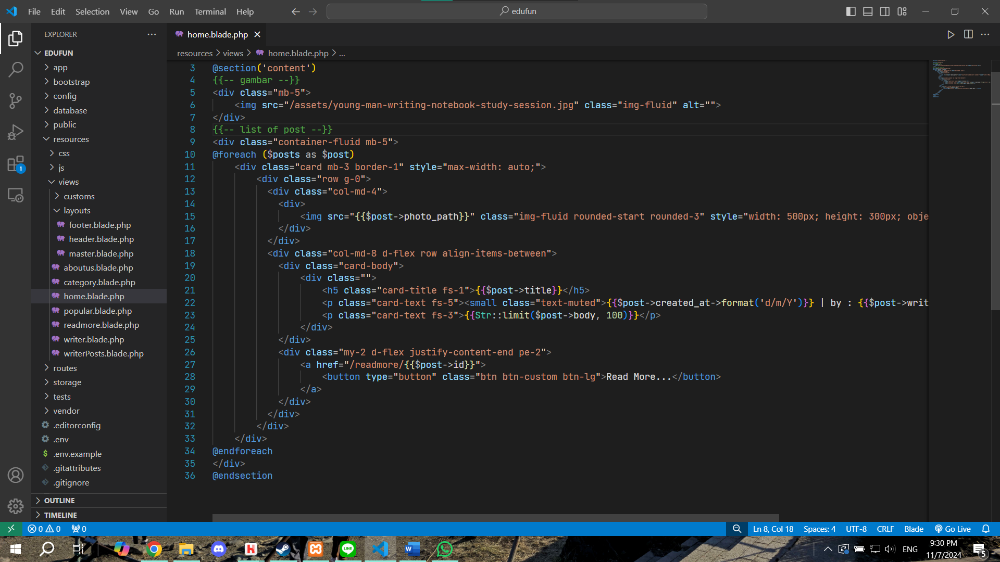 File Edit Selection View Go Run Terminal Help
edufun
EXPLORER
EDUFUN
app
bootstrap
config
database
public
resources
css
js
views
customs
layouts
footer.blade.php
header.blade.php
master.blade.php
aboutus.blade.php
category.blade.php
home.blade.php
popular.blade.php
readmore.blade.php
writer.blade.php
writerPosts.blade.php
routes
storage
tests
vendor
.editorconfig
.env
$ .env.example
.gitattributes
.gitignore
OUTLINE
TIMELINE
1
home.blade.php
resources > views > home.blade.php > ...
3 @section('content')
4 {{-- gambar --}}
5 <div class="mb-5">
6 <img src="/assets/young-man-writing-notebook-study-session.jpg" class="img-fluid" alt="">
7 </div>
8 {{-- list of post --}}
9 <div class="container-fluid mb-5">
10 @foreach ($posts as $post)
11 <div class="card mb-3 border-1" style="max-width: auto;">
12 <div class="row g-0">
13 <div class="col-md-4">
14 <div>
15 <img src="{{$post->photo_path}}" class="img-fluid rounded-start rounded-3" style="width: 500px; height: 300px; obje
16 </div>
17 </div>
18 <div class="col-md-8 d-flex row align-items-between">
19 <div class="card-body">
20 <div class="">
21 <h5 class="card-title fs-1">{{$post->title}}</h5>
22 <p class="card-text fs-5"><small class="text-muted">{{$post->created_at->format('d/m/Y')}} | by : {{$post->writ
23 <p class="card-text fs-3">{{Str::limit($post->body, 100)}}</p>
24 </div>
25 </div>
26 <div class="my-2 d-flex justify-content-end pe-2">
27 <a href="/readmore/{{$post->id}}">
28 <button type="button" class="btn btn-custom btn-lg">Read More...</button>
29 </a>
30 </div>
31 </div>
32 </div>
33 </div>
34 @endforeach
35 </div>
36 @endsection
0 0 0 Ln 8, Col 18 Spaces: 4 UTF-8 CRLF Blade Go Live
LINE
ENG
9:30 PM
11/7/2024
5